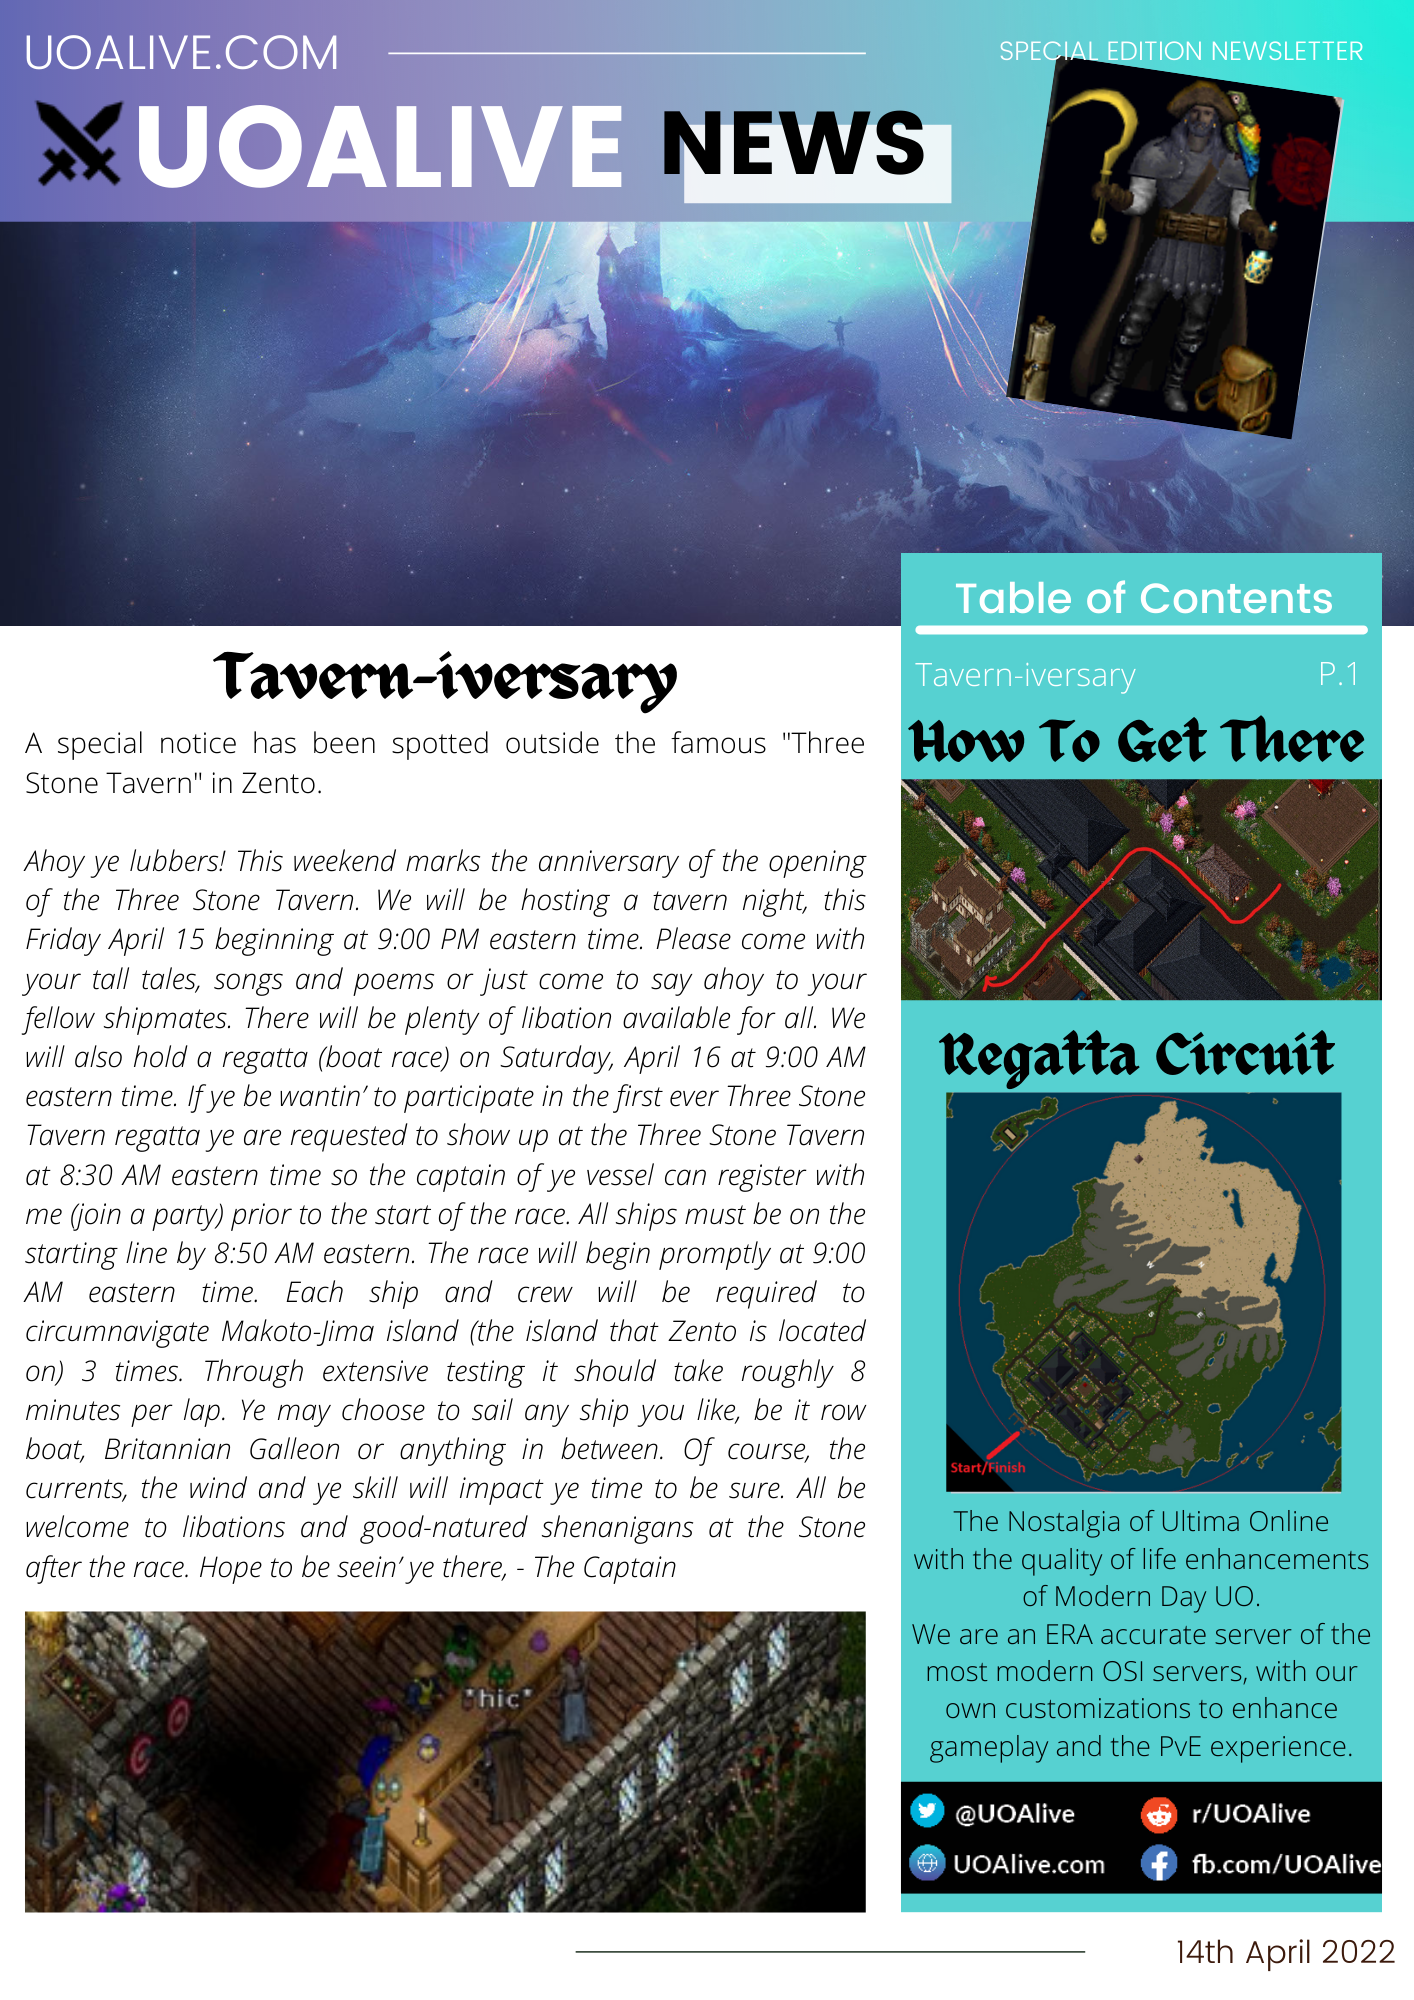 UOALIVE.COM
SPECIAL EDITION NEWSLETTER
UOALIVE NEWS
Tavern-iversary
A special notice has been spotted outside the famous "Three
Stone Tavern" in Zento.
Ahoy ye lubbers! This weekend marks the anniversary of the opening
of the Three Stone Tavern. We will be hosting a tavern night, this
Friday April 15 beginning at 9:00 PM eastern time. Please come with
your tall tales, songs and poems or just come to say ahoy to your
fellow shipmates. There will be plenty of libation available for all. We
will also hold a regatta (boat race) on Saturday, April 16 at 9:00 AM
eastern time. If ye be wantin’ to participate in the first ever Three Stone
Tavern regatta ye are requested to show up at the Three Stone Tavern
at 8:30 AM eastern time so the captain of ye vessel can register with
me (join a party) prior to the start of the race. All ships must be on the
starting line by 8:50 AM eastern. The race will begin promptly at 9:00
AM eastern time. Each ship and crew will be required to
circumnavigate Makoto-Jima island (the island that Zento is located
on) 3 times. Through extensive testing it should take roughly 8
minutes per lap. Ye may choose to sail any ship you like, be it row
boat, Britannian Galleon or anything in between. Of course, the
currents, the wind and ye skill will impact ye time to be sure. All be
welcome to libations and good-natured shenanigans at the Stone
after the race. Hope to be seein’ ye there, - The Captain
*hic*
Table of Contents
Tavern-iversary P.1
How To Get There
Regatta Circuit
Start/Finish
The Nostalgia of Ultima Online
with the quality of life enhancements
of Modern Day UO.
We are an ERA accurate server of the
most modern OSI servers, with our
own customizations to enhance
gameplay and the PvE experience.
@UOAlive r/UOAlive
UOAlive.com fb.com/UOAlive
14th April 2022